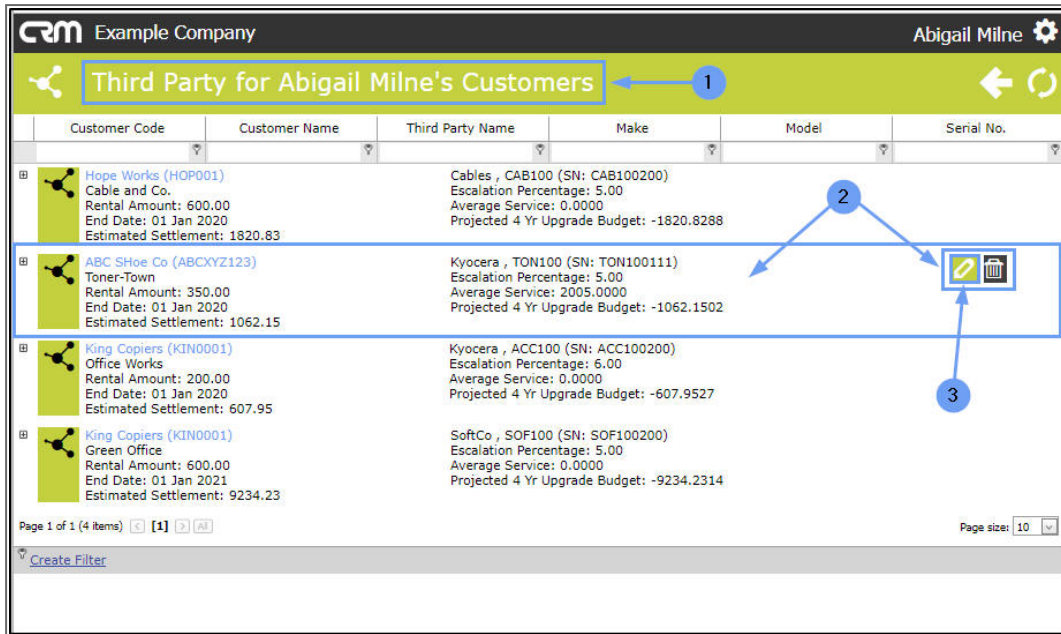 CRM Example Company
Abigail Milne
Third Party for Abigail Milne's Customers
1
Customer Code Customer Name Third Party Name Make Model Serial No.
Hope Works (HOP001)
Cable and Co.
Rental Amount: 600.00
End Date: 01 Jan 2020
Estimated Settlement: 1820.83
Cables , CAB100 (SN: CAB100200)
Escalation Percentage: 5.00
Average Service: 0.0000
Projected 4 Yr Upgrade Budget: -1820.8288
2
ABC SHoe Co (ABCXYZ123)
Toner-Town
Rental Amount: 350.00
End Date: 01 Jan 2020
Estimated Settlement: 1062.15
Kyocera , TON100 (SN: TON100111)
Escalation Percentage: 5.00
Average Service: 2005.0000
Projected 4 Yr Upgrade Budget: -1062.1502
King Copiers (KIN0001)
Office Works
Rental Amount: 200.00
End Date: 01 Jan 2020
Estimated Settlement: 607.95
Kyocera , ACC100 (SN: ACC100200)
Escalation Percentage: 6.00
Average Service: 0.0000
Projected 4 Yr Upgrade Budget: -607.9527
3
King Copiers (KIN0001)
Green Office
Rental Amount: 600.00
End Date: 01 Jan 2021
Estimated Settlement: 9234.23
SoftCo , SOF100 (SN: SOF100200)
Escalation Percentage: 5.00
Average Service: 0.0000
Projected 4 Yr Upgrade Budget: -9234.2314
Page 1 of 1 (4 items) < [1] > All
Page size: 10
Create Filter